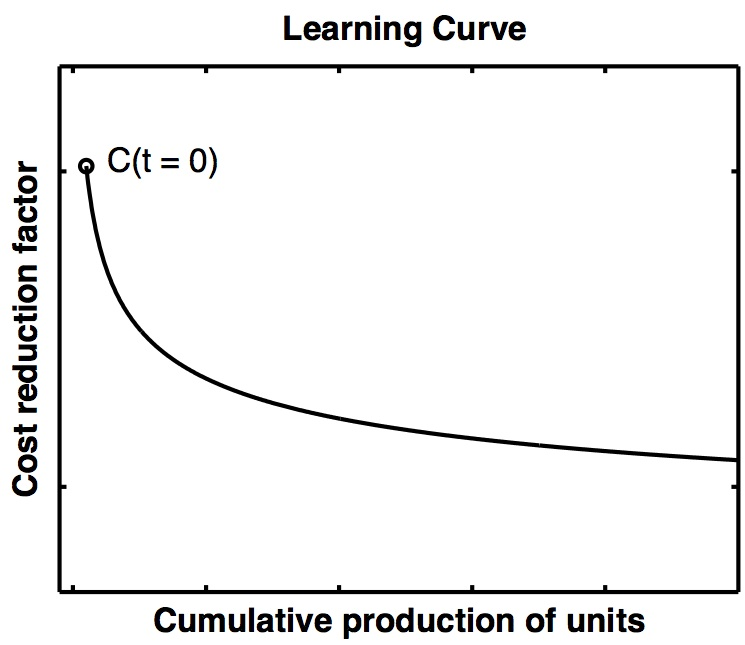 Learning Curve
C(t = 0)
Cost reduction factor
Cumulative production of units